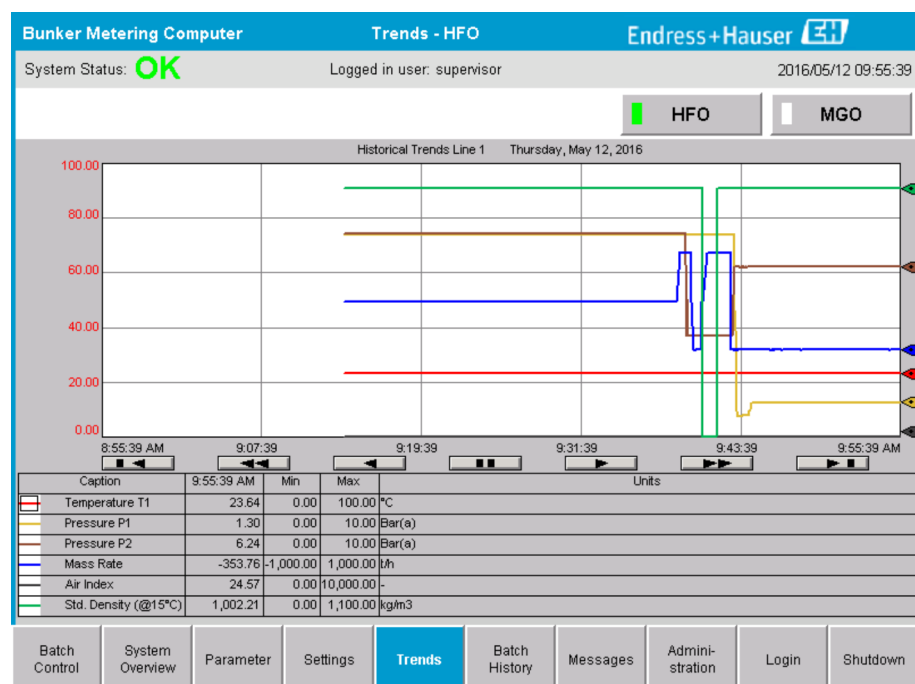 Bunker Metering Computer Trends - HFO Endress+Hauser EH
System Status: OK Logged in user: supervisor 2016/05/12 09:55:39
HFO MGO
Historical Trends Line 1 Thursday, May 12, 2016
100.00
80.00
60.00
40.00
20.00
0.00
8:55:39 AM 9:07:39 9:19:39 9:31:39 9:43:39 9:55:39 AM
Caption 9:55:39 AM Min Max Units
Temperature T1 23.64 0.00 100.00 °C
Pressure P1 1.30 0.00 10.00 Bar(a)
Pressure P2 6.24 0.00 10.00 Bar(a)
Mass Rate -353.76 -1,000.00 1,000.00 t/h
Air Index 24.57 0.00 10,000.00 -
Std. Density (@15°C) 1,002.21 0.00 1,100.00 kg/m3
Batch Control System Overview Parameter Settings Trends Batch History Messages Admini- stration Login Shutdown